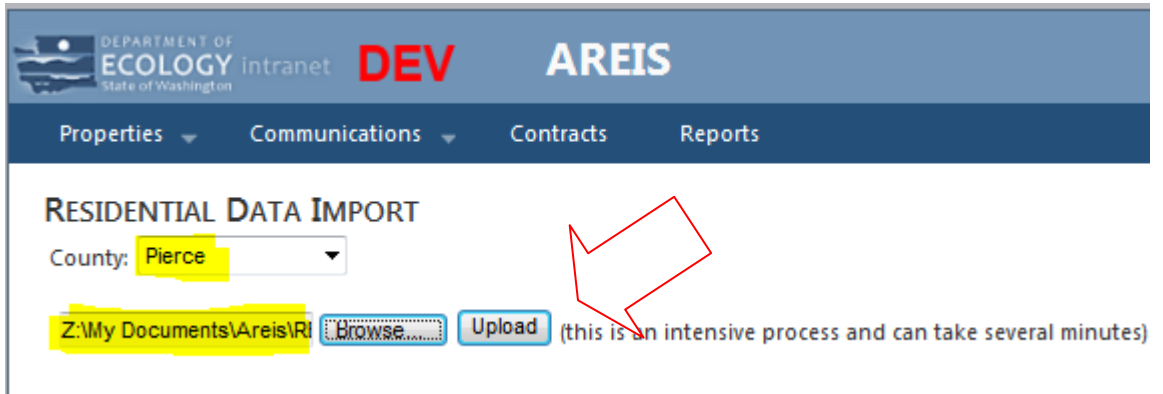 DEPARTMENT OF
ECOLOGY intranet DEV AREIS
State of Washington
Properties Communications Contracts Reports
RESIDENTIAL DATA IMPORT
County: Pierce
Z:\My Documents\Areis\R Browse... Upload (this is an intensive process and can take several minutes)